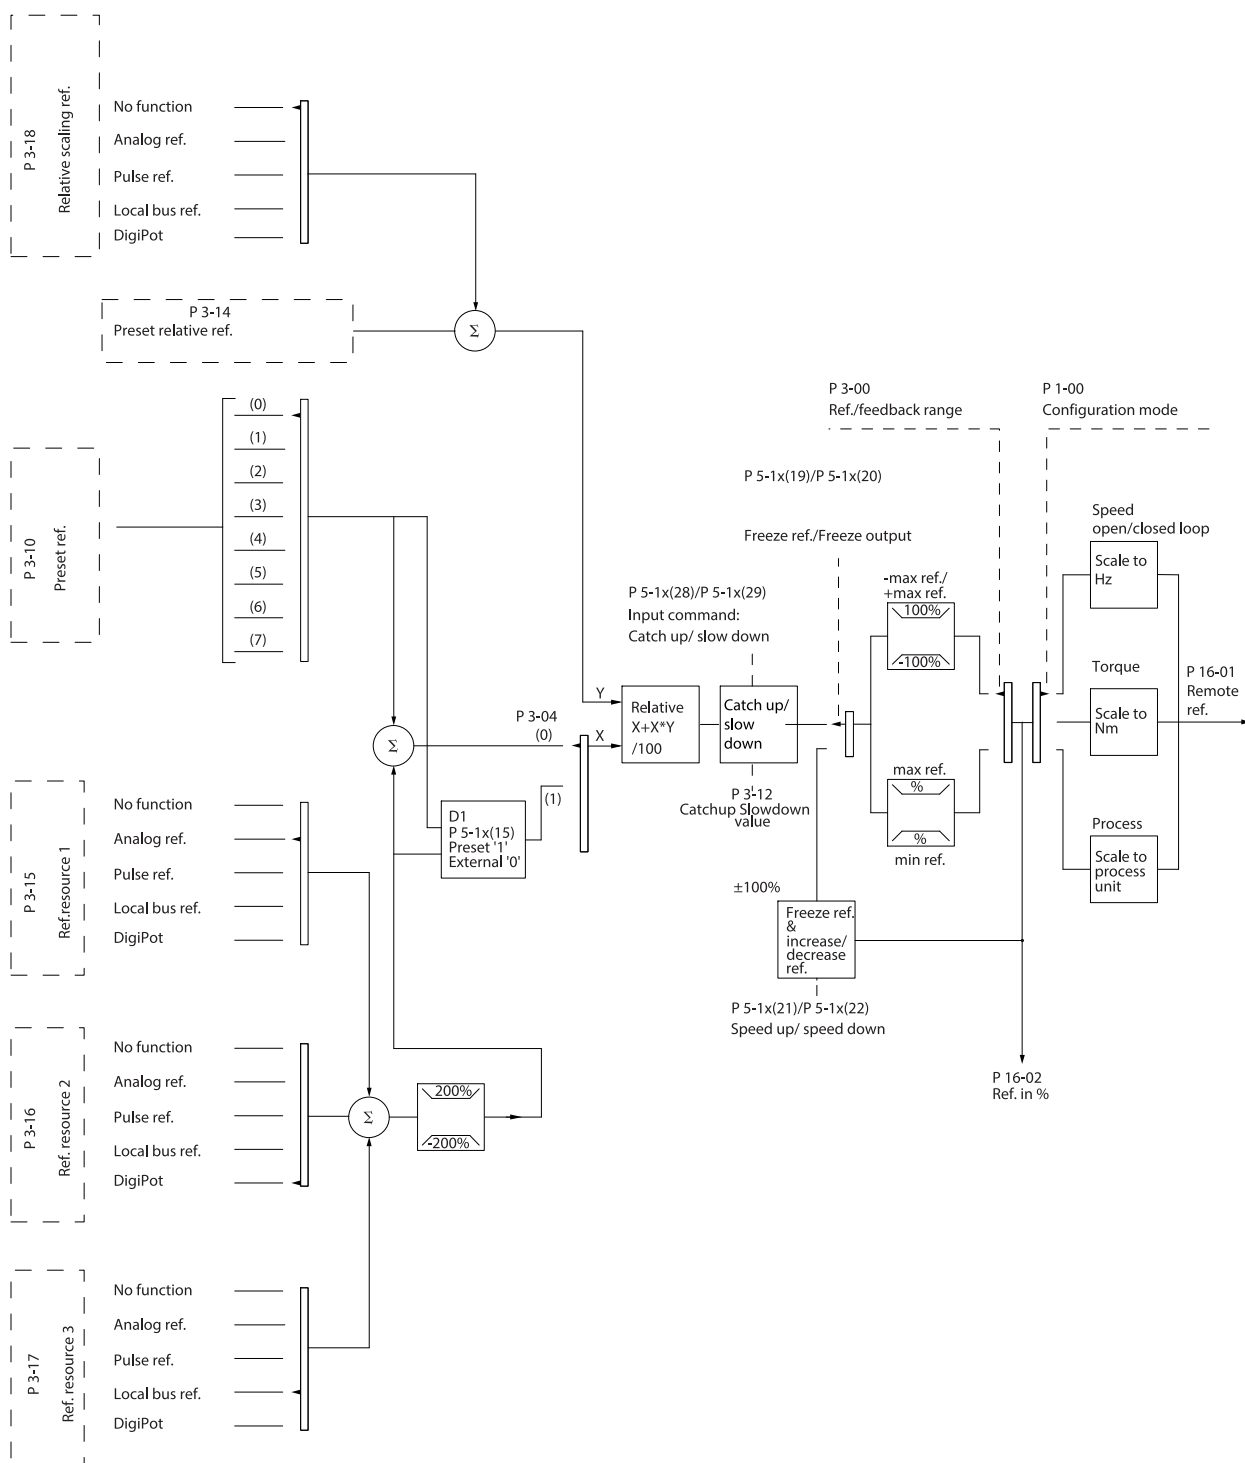 P 3-18
Relative scaling ref.
No function
Analog ref.
Pulse ref.
Local bus ref.
DigiPot
P 3-14
Preset relative ref.
Σ
P 3-10
Preset ref.
(0)
(1)
(2)
(3)
(4)
(5)
(6)
(7)
Σ
P 3-04
(0)
(1)
Y
X
D1
P 5-1x(15)
Preset '1'
External '0'
Relative
X+X*Y
/100
P 5-1x(28)/P 5-1x(29)
Input command:
Catch up/ slow down
Catch up/
slow
down
P 3-12
Catchup Slowdown
value
P 5-1x(19)/P 5-1x(20)
Freeze ref./Freeze output
-max ref./
+max ref.
100%
-100%
max ref.
%
%
min ref.
±100%
Freeze ref.
&
increase/
decrease
ref.
P 5-1x(21)/P 5-1x(22)
Speed up/ speed down
P 3-00
Ref./feedback range
P 1-00
Configuration mode
Speed
open/closed loop
Scale to
Hz
Torque
Scale to
Nm
Process
Scale to
process
unit
P 16-01
Remote
ref.
P 16-02
Ref. in %
P 3-15
Ref.resource 1
No function
Analog ref.
Pulse ref.
Local bus ref.
DigiPot
P 3-16
Ref. resource 2
No function
Analog ref.
Pulse ref.
Local bus ref.
DigiPot
Σ
200%
-200%
P 3-17
Ref. resource 3
No function
Analog ref.
Pulse ref.
Local bus ref.
DigiPot